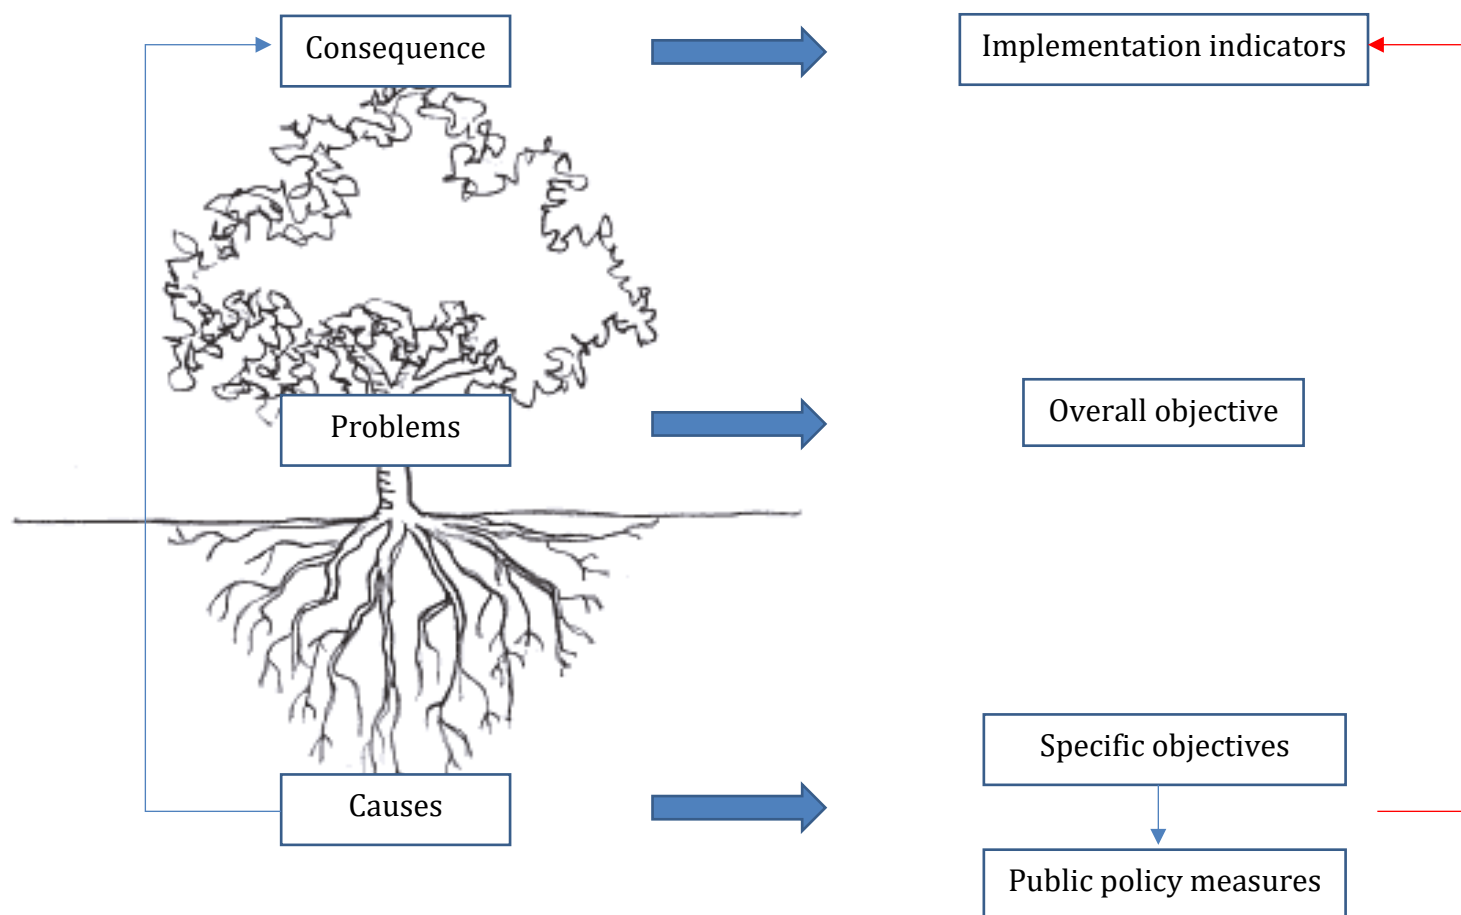 Consequence
Implementation indicators
Problems
Overall objective
Specific objectives
Causes
Public policy measures